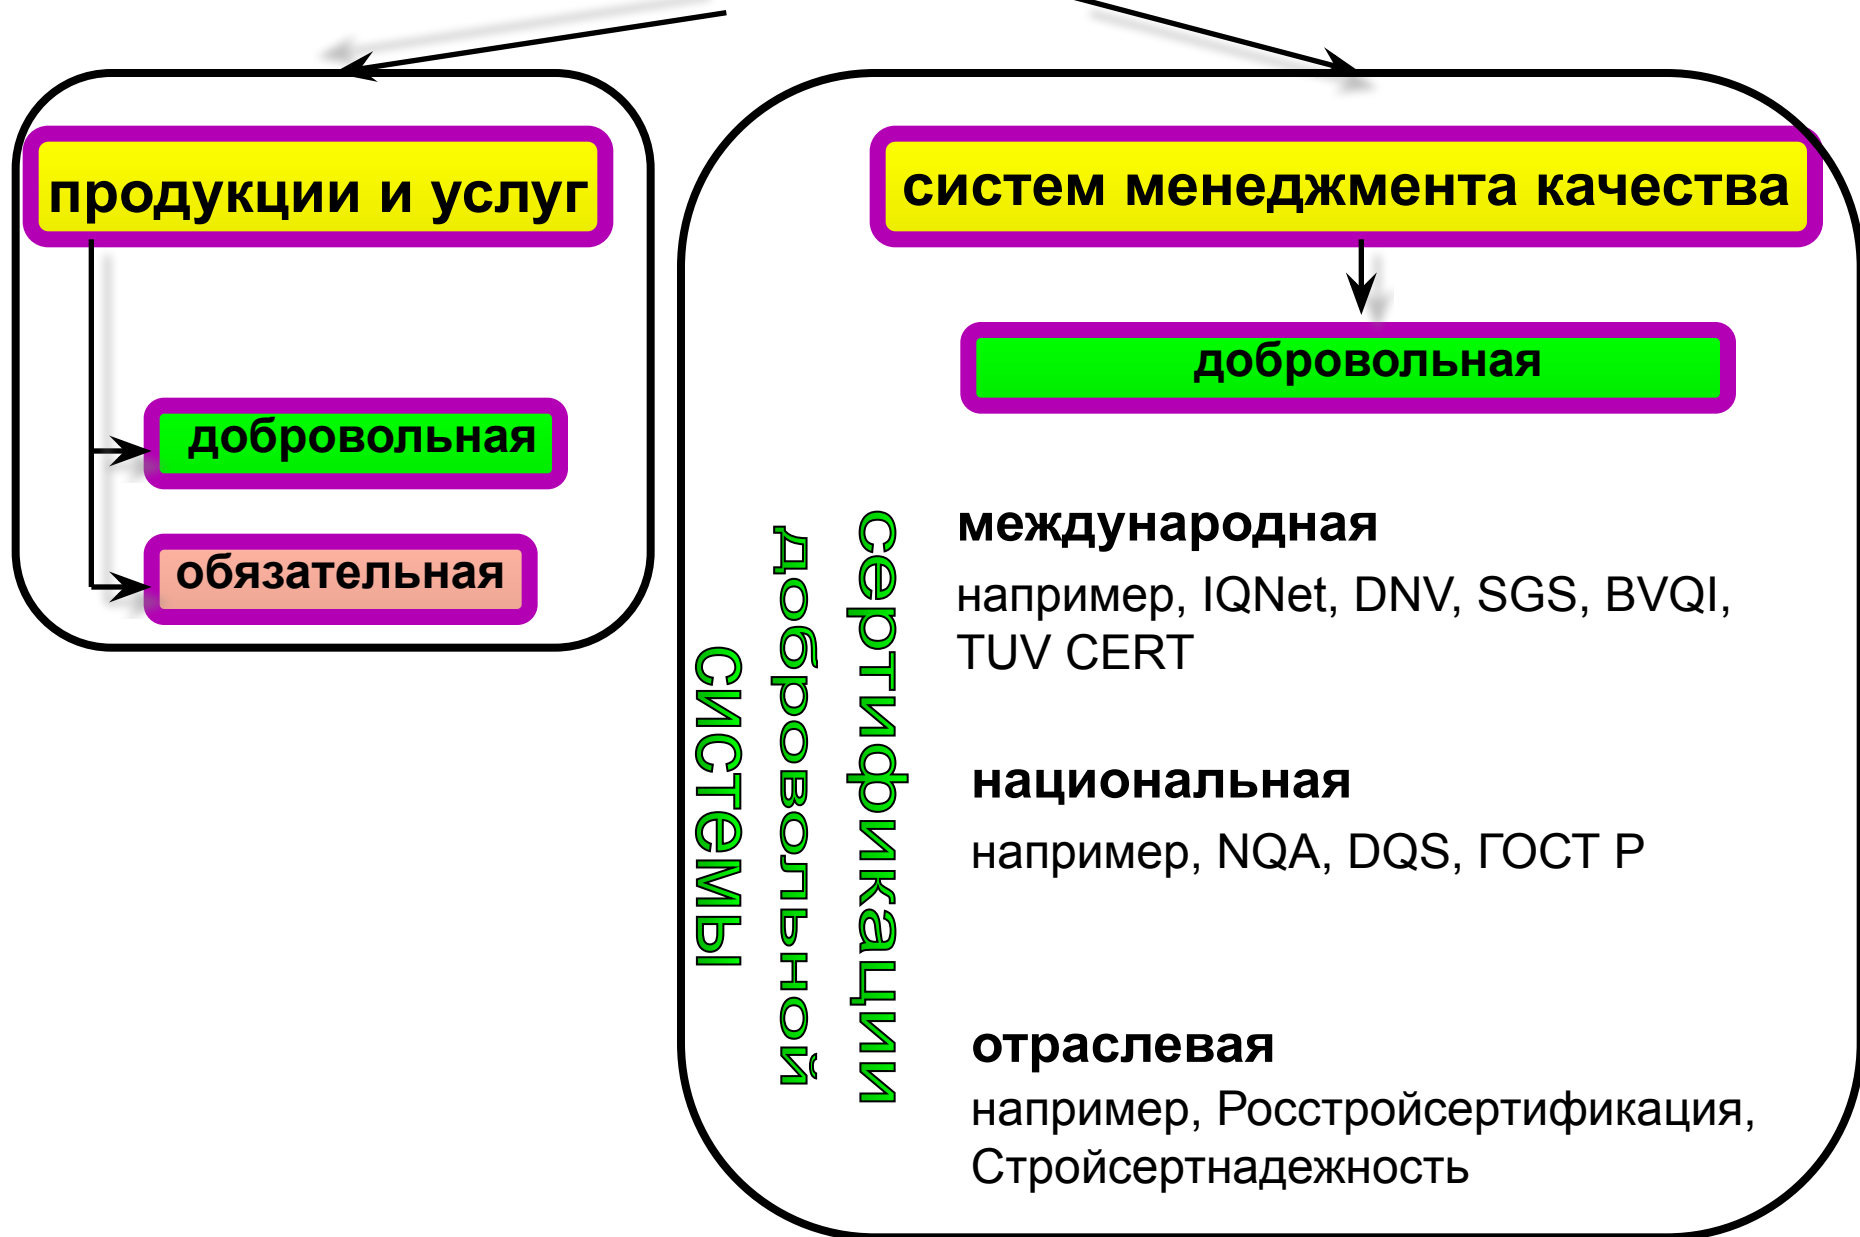 продукции и услуг
добровольная
обязательная
систем менеджмента качества
добровольная
системы
добровольной
сертификации
международная
например, IQNet, DNV, SGS, BVQI,
TUV CERT
национальная
например, NQA, DQS, ГОСТ Р
отраслевая
например, Росстройсертификация,
Стройсертнадежность